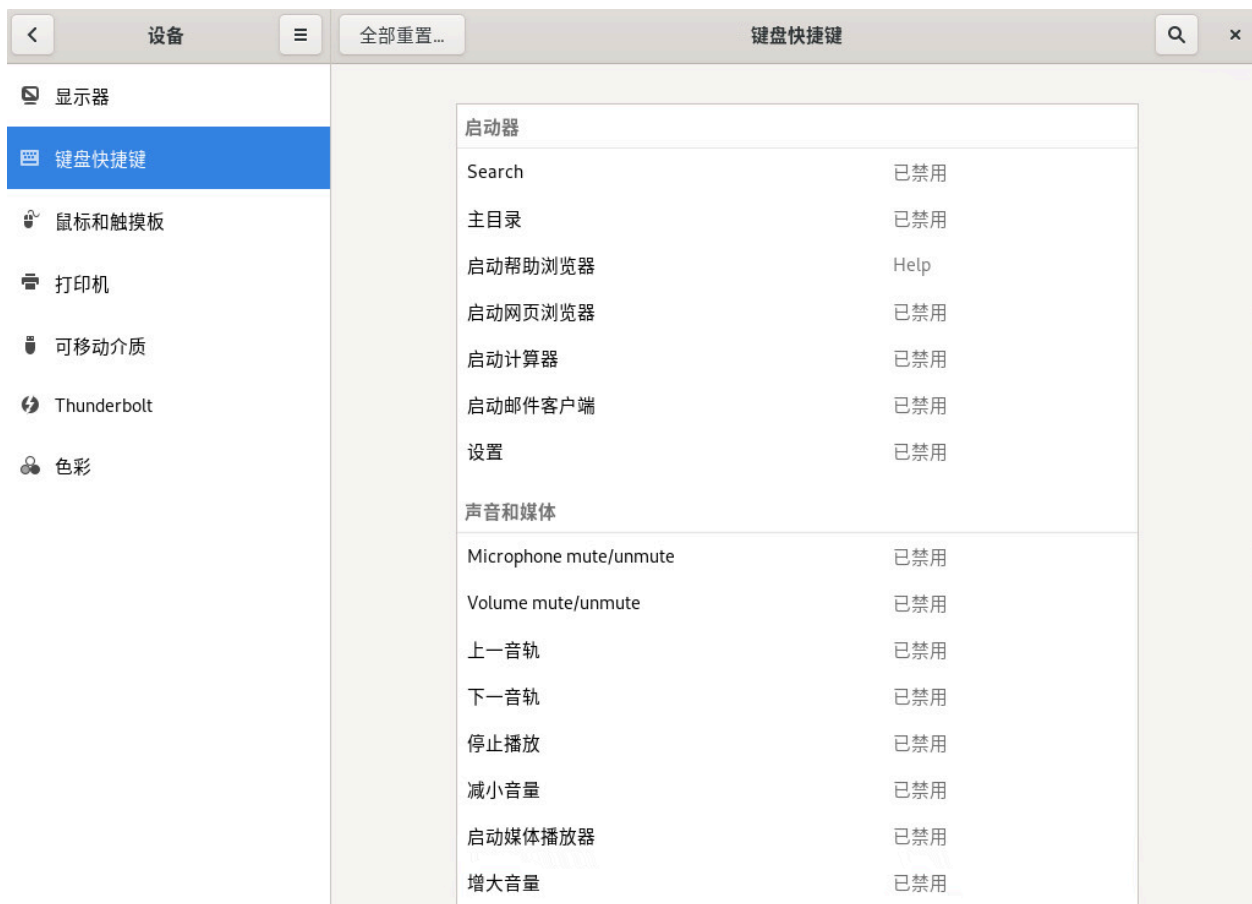 设备
全部重置...
键盘快捷键
显示器
键盘快捷键
鼠标和触摸板
打印机
可移动介质
Thunderbolt
色彩
启动器
Search 已禁用
主目录 已禁用
启动帮助浏览器 Help
启动网页浏览器 已禁用
启动计算器 已禁用
启动邮件客户端 已禁用
设置 已禁用
声音和媒体
Microphone mute/unmute 已禁用
Volume mute/unmute 已禁用
上一音轨 已禁用
下一音轨 已禁用
停止播放 已禁用
减小音量 已禁用
启动媒体播放器 已禁用
增大音量 已禁用